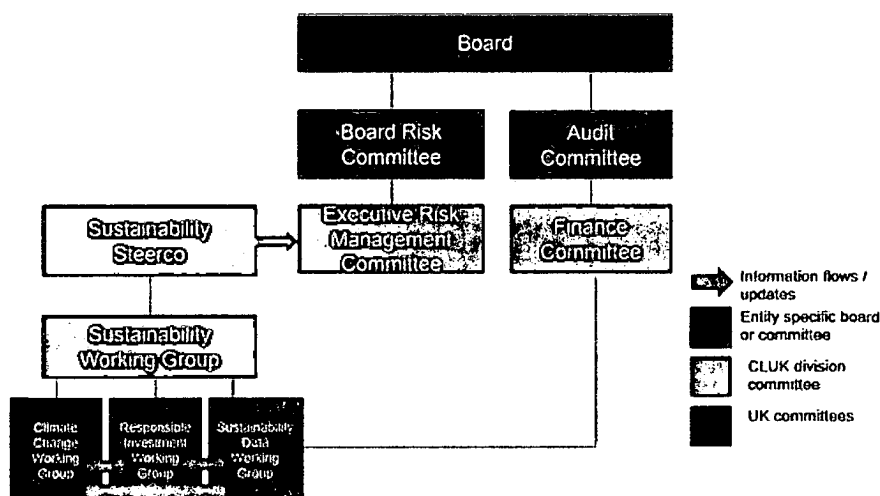 Board
Board Risk
Committee
Audit
Committee
Sustainability
Steerco
Executive Risk
Management
Committee
Finance
Committee
Information flows /
updates
Entity specific board
or committee
CLUK division
committee
UK committees
Sustainability
Working Group
Climate
Change
Working
Group
Responsible
Investment
Working
Group
Sustainability
Data
Working
Group